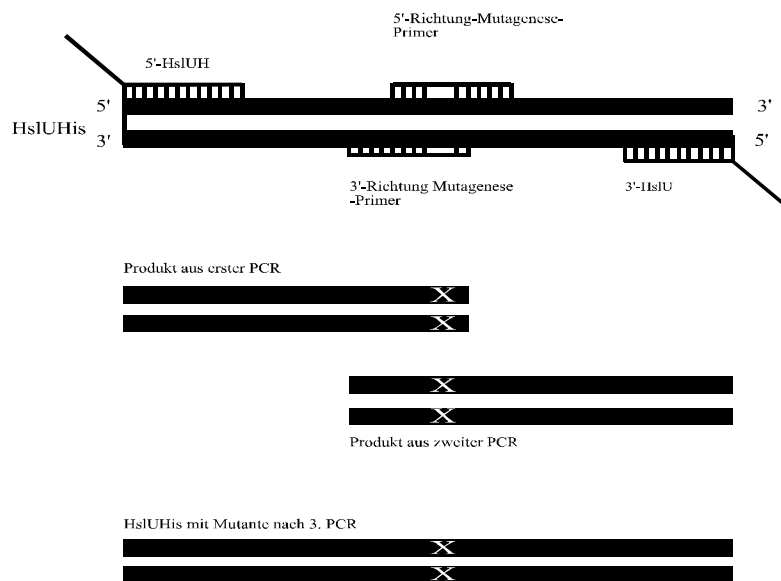 5'-Richtung-Mutagenese-
Primer
5'-HslUH
5'
3'
HslUHis
3'
5'
3'-Richtung Mutagenese
-Primer
3'-HslU
Produkt aus erster PCR
X
X
X
X
Produkt aus zweiter PCR
HslUHis mit Mutante nach 3. PCR
X
X